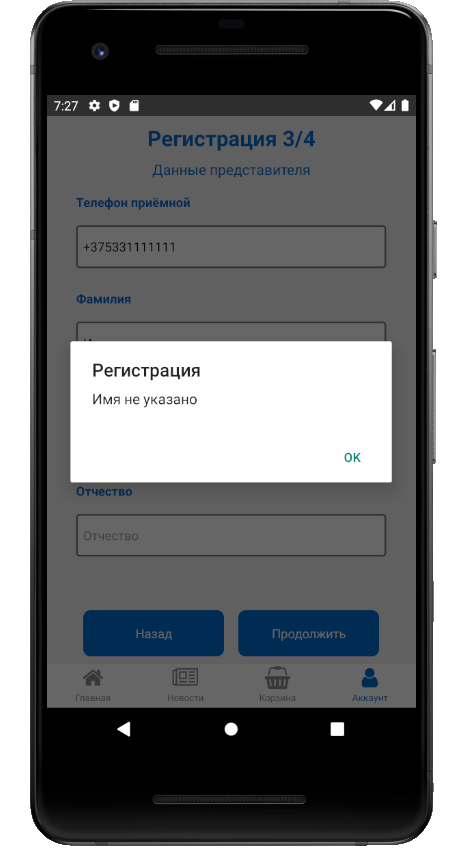 7:27
Регистрация 3/4
Данные представителя
Телефон приёмной
+375331111111
Фамилия
Регистрация
Имя не указано
OK
Отчество
Отчество
Назад
Продолжить
Главная
Новости
Корзина
Аккаунт